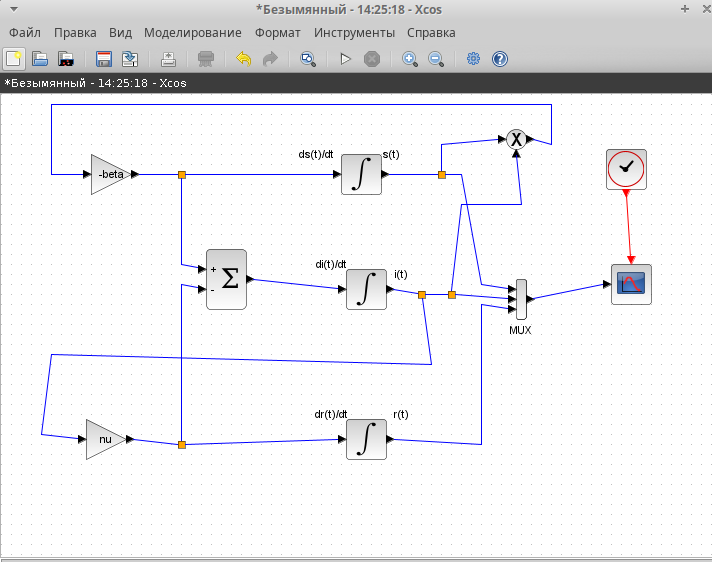 *Безымянный - 14:25:18 - Xcos
Файл Правка Вид Моделирование Формат Инструменты Справка
*Безымянный - 14:25:18 - Xcos
X
ds(t)/dt s(t)
-beta ∫
+
- Σ
di(t)/dt i(t)
∫
MUX
dr(t)/dt r(t)
nu ∫